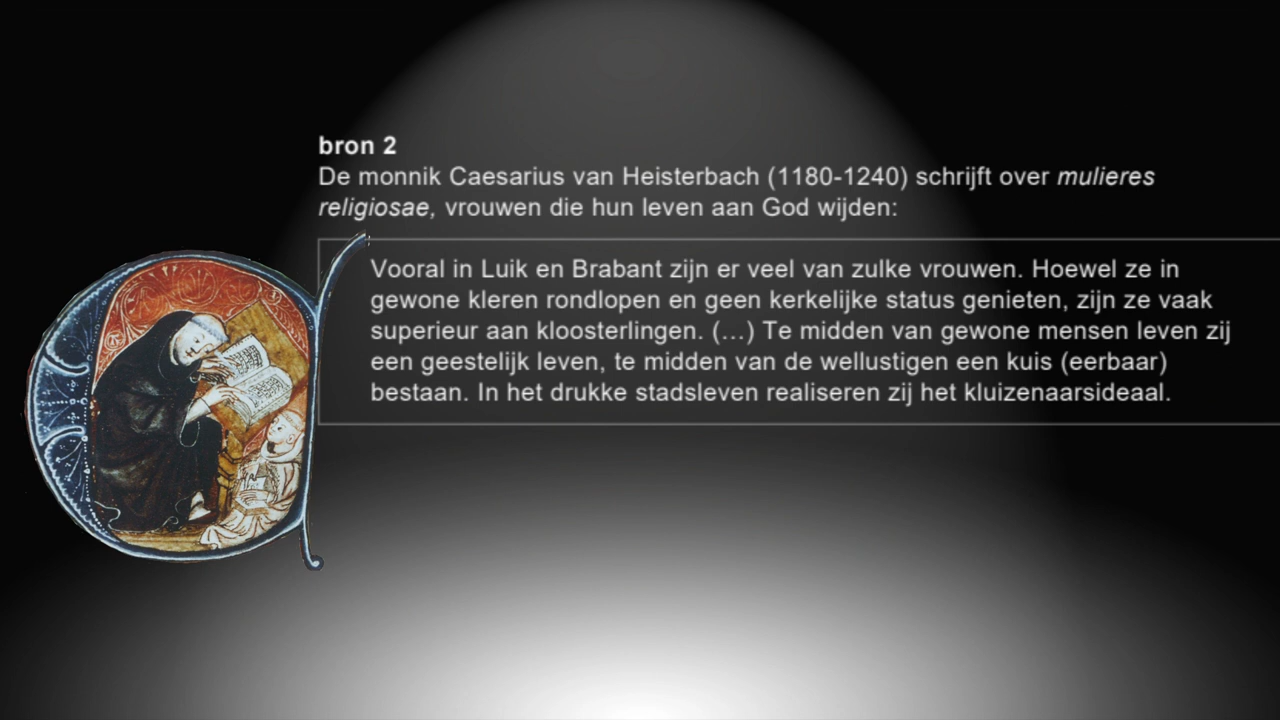 bron 2
De monnik Caesarius van Heisterbach (1180-1240) schrijft over mulieres
religiosae, vrouwen die hun leven aan God wijden:
Vooral in Luik en Brabant zijn er veel van zulke vrouwen. Hoewel ze in
gewone kleren rondlopen en geen kerkelijke status genieten, zijn ze vaak
superieur aan kloosterlingen. (…) Te midden van gewone mensen leven zij
een geestelijk leven, te midden van de wellustigen een kuis (eerbaar)
bestaan. In het drukke stadsleven realiseren zij het kluizenaarsideaal.